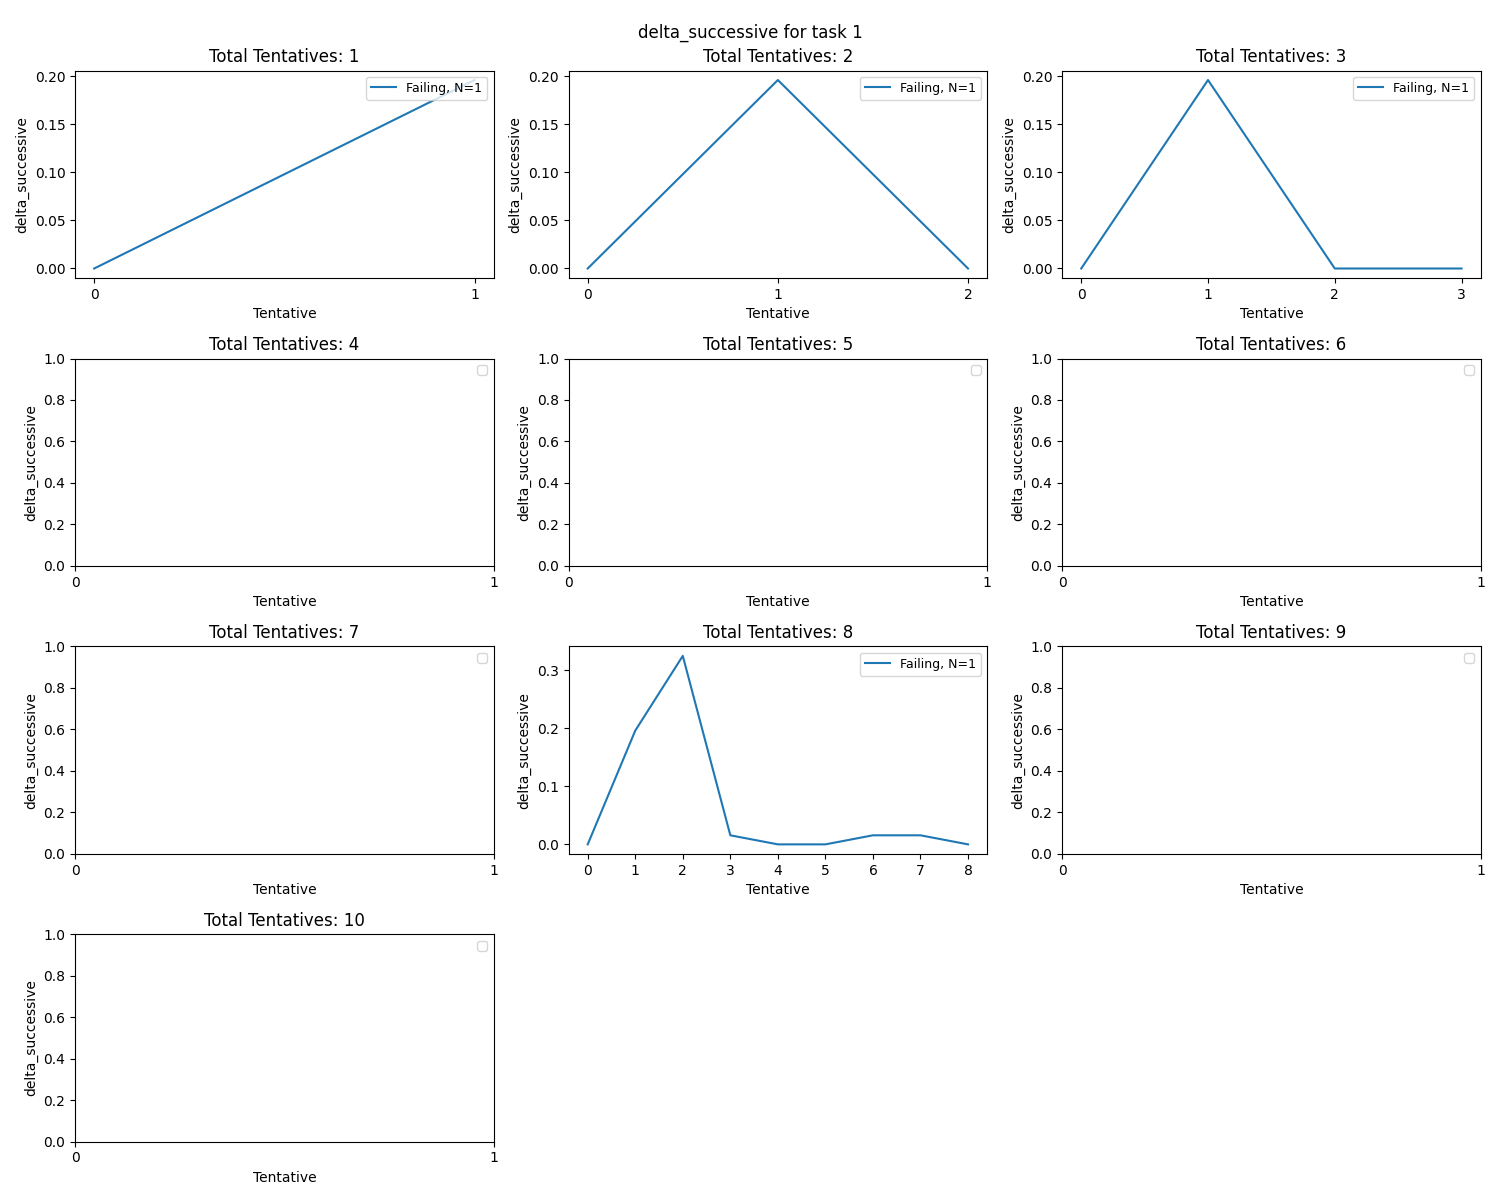 delta_successive for task 1
Total Tentatives: 1
Failing, N=1
delta_successive
0.20
0.15
0.10
0.05
0.00
0 1
Tentative
Total Tentatives: 2
Failing, N=1
delta_successive
0.20
0.15
0.10
0.05
0.00
0 1 2
Tentative
Total Tentatives: 3
Failing, N=1
delta_successive
0.20
0.15
0.10
0.05
0.00
0 1 2 3
Tentative
Total Tentatives: 4
delta_successive
1.0
0.8
0.6
0.4
0.2
0.0
0 1
Tentative
Total Tentatives: 5
delta_successive
1.0
0.8
0.6
0.4
0.2
0.0
0 1
Tentative
Total Tentatives: 6
delta_successive
1.0
0.8
0.6
0.4
0.2
0.0
0 1
Tentative
Total Tentatives: 7
delta_successive
1.0
0.8
0.6
0.4
0.2
0.0
0 1
Tentative
Total Tentatives: 8
Failing, N=1
delta_successive
0.3
0.2
0.1
0.0
0 1 2 3 4 5 6 7 8
Tentative
Total Tentatives: 9
delta_successive
1.0
0.8
0.6
0.4
0.2
0.0
0 1
Tentative
Total Tentatives: 10
delta_successive
1.0
0.8
0.6
0.4
0.2
0.0
0 1
Tentative